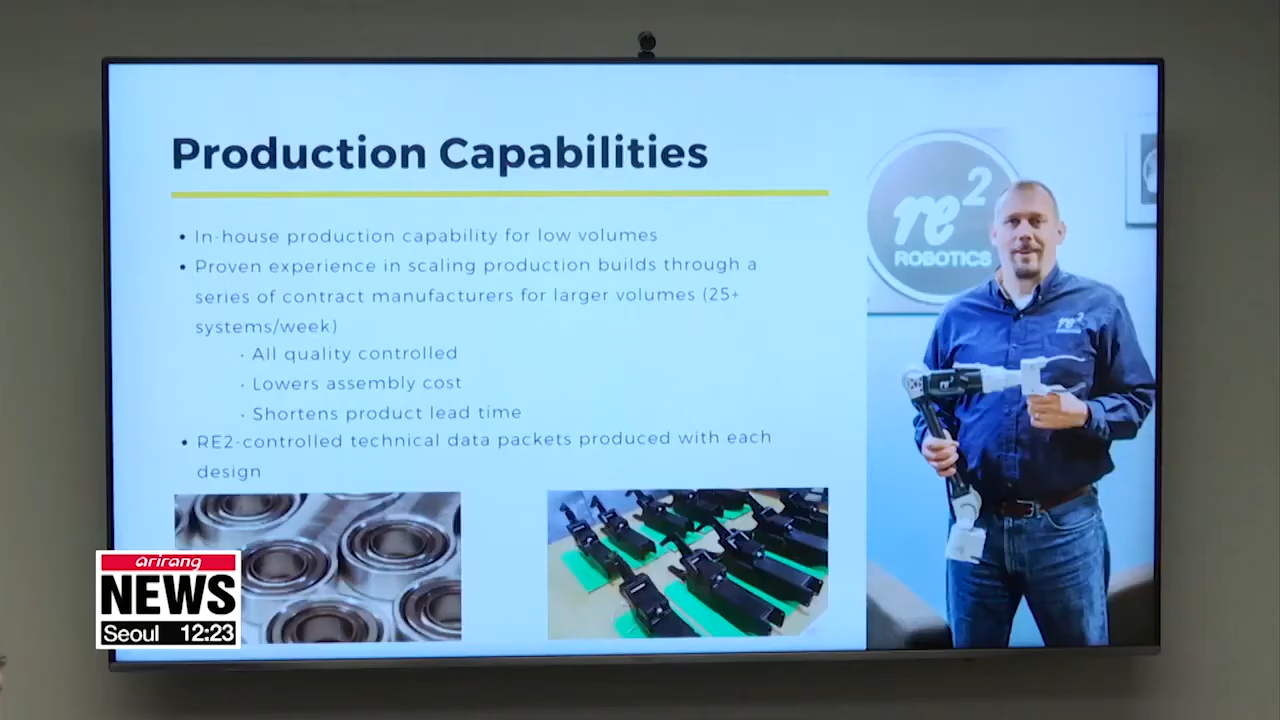 Production Capabilities
• In-house production capability for low volumes
• Proven experience in scaling production builds through a
series of contract manufacturers for larger volumes (25+
systems/week)
· All quality controlled
· Lowers assembly cost
· Shortens product lead time
• RE2-controlled technical data packets produced with each
design
re2
ROBOTICS
re2
arirang
NEWS
Seoul 12:23